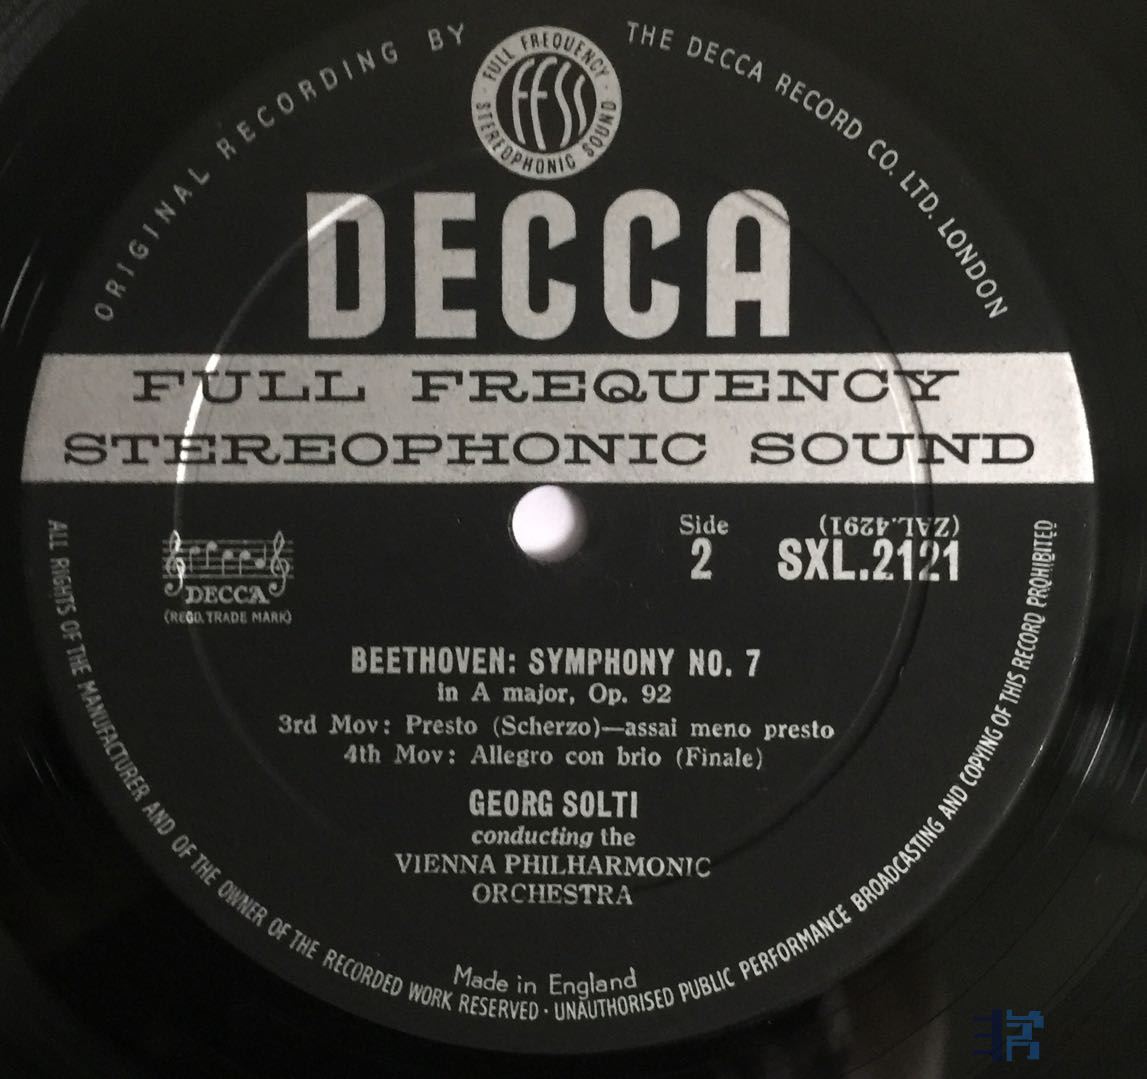 ORIGINAL RECORDING BY
THE DECCA RECORD CO. LTD. LONDON
FULL FREQUENCY
STEREOPHONIC SOUND
FFSS
DECCA
FULL FREQUENCY
STEREOPHONIC SOUND
DECCA
(REGD. TRADE MARK)
Side
2
(ZAL.4291)
SXL.2121
BEETHOVEN: SYMPHONY NO. 7
in A major, Op. 92
3rd Mov: Presto (Scherzo)—assai meno presto
4th Mov: Allegro con brio (Finale)
GEORG SOLTI
conducting the
VIENNA PHILHARMONIC
ORCHESTRA
Made in England
ALL RIGHTS OF THE MANUFACTURER AND OF THE OWNER OF THE RECORDED WORK RESERVED · UNAUTHORISED PUBLIC PERFORMANCE BROADCASTING AND COPYING OF THIS RECORD PROHIBITED